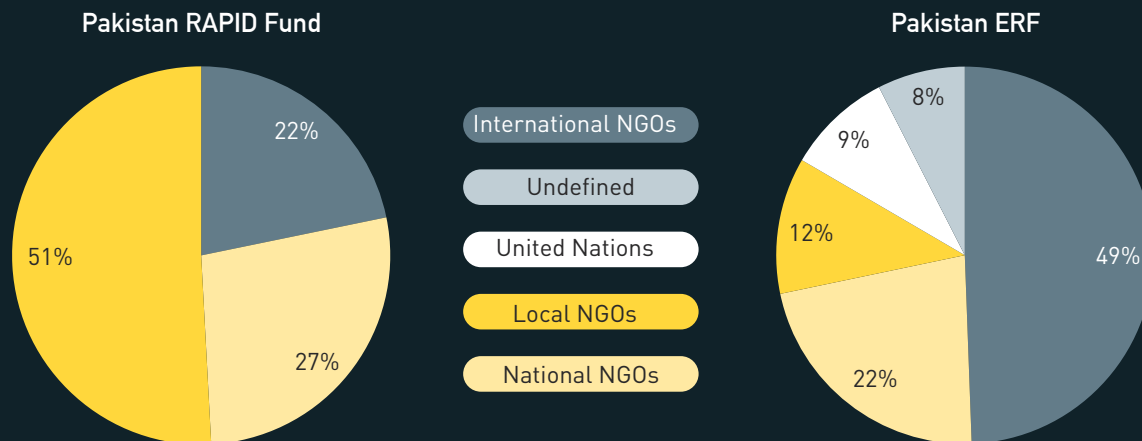 Pakistan RAPID Fund
22%
51%
27%
International NGOs
Undefined
United Nations
Local NGOs
National NGOs
Pakistan ERF
8%
9%
12%
49%
22%